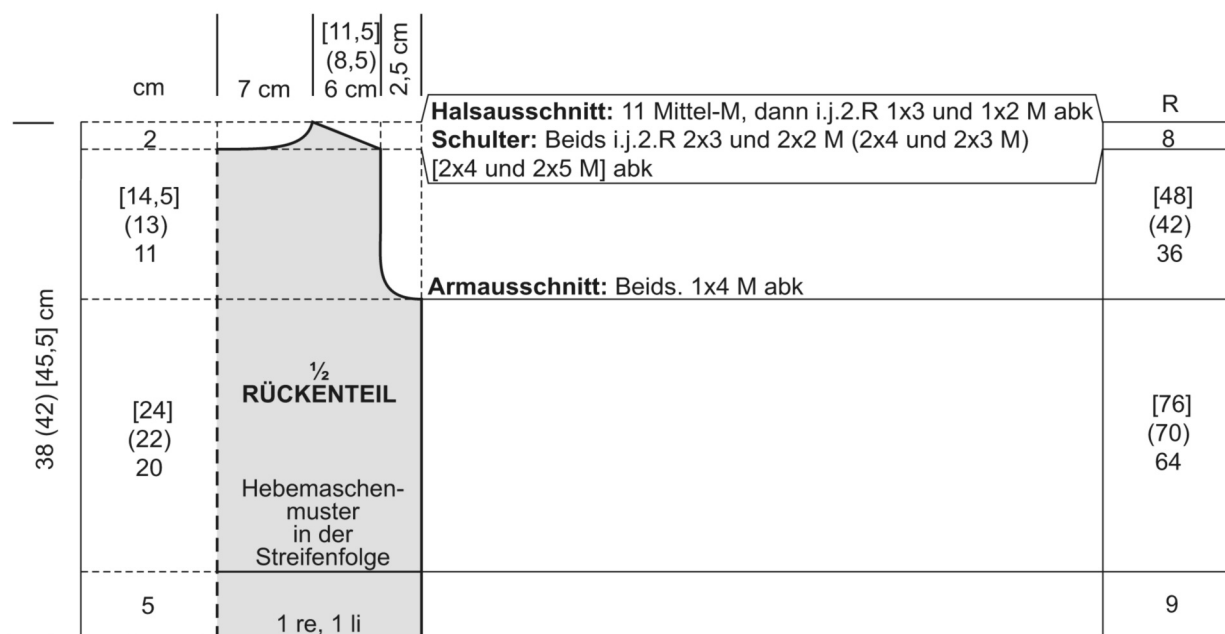 [11,5]
(8,5)
cm 7 cm 6 cm 2,5 cm
Halsausschnitt: 11 Mittel-M, dann i.j.2.R 1x3 und 1x2 M abk R
2 Schulter: Beids i.j.2.R 2x3 und 2x2 M (2x4 und 2x3 M) 8
[2x4 und 2x5 M] abk
[14,5] [48]
(13) (42)
11 36
Armausschnitt: Beids. 1x4 M abk
38 (42) [45,5] cm
½
RÜCKENTEIL
[24] [76]
(22) (70)
20 64
Hebemaschen-
muster
in der
Streifenfolge
5 9
1 re, 1 li